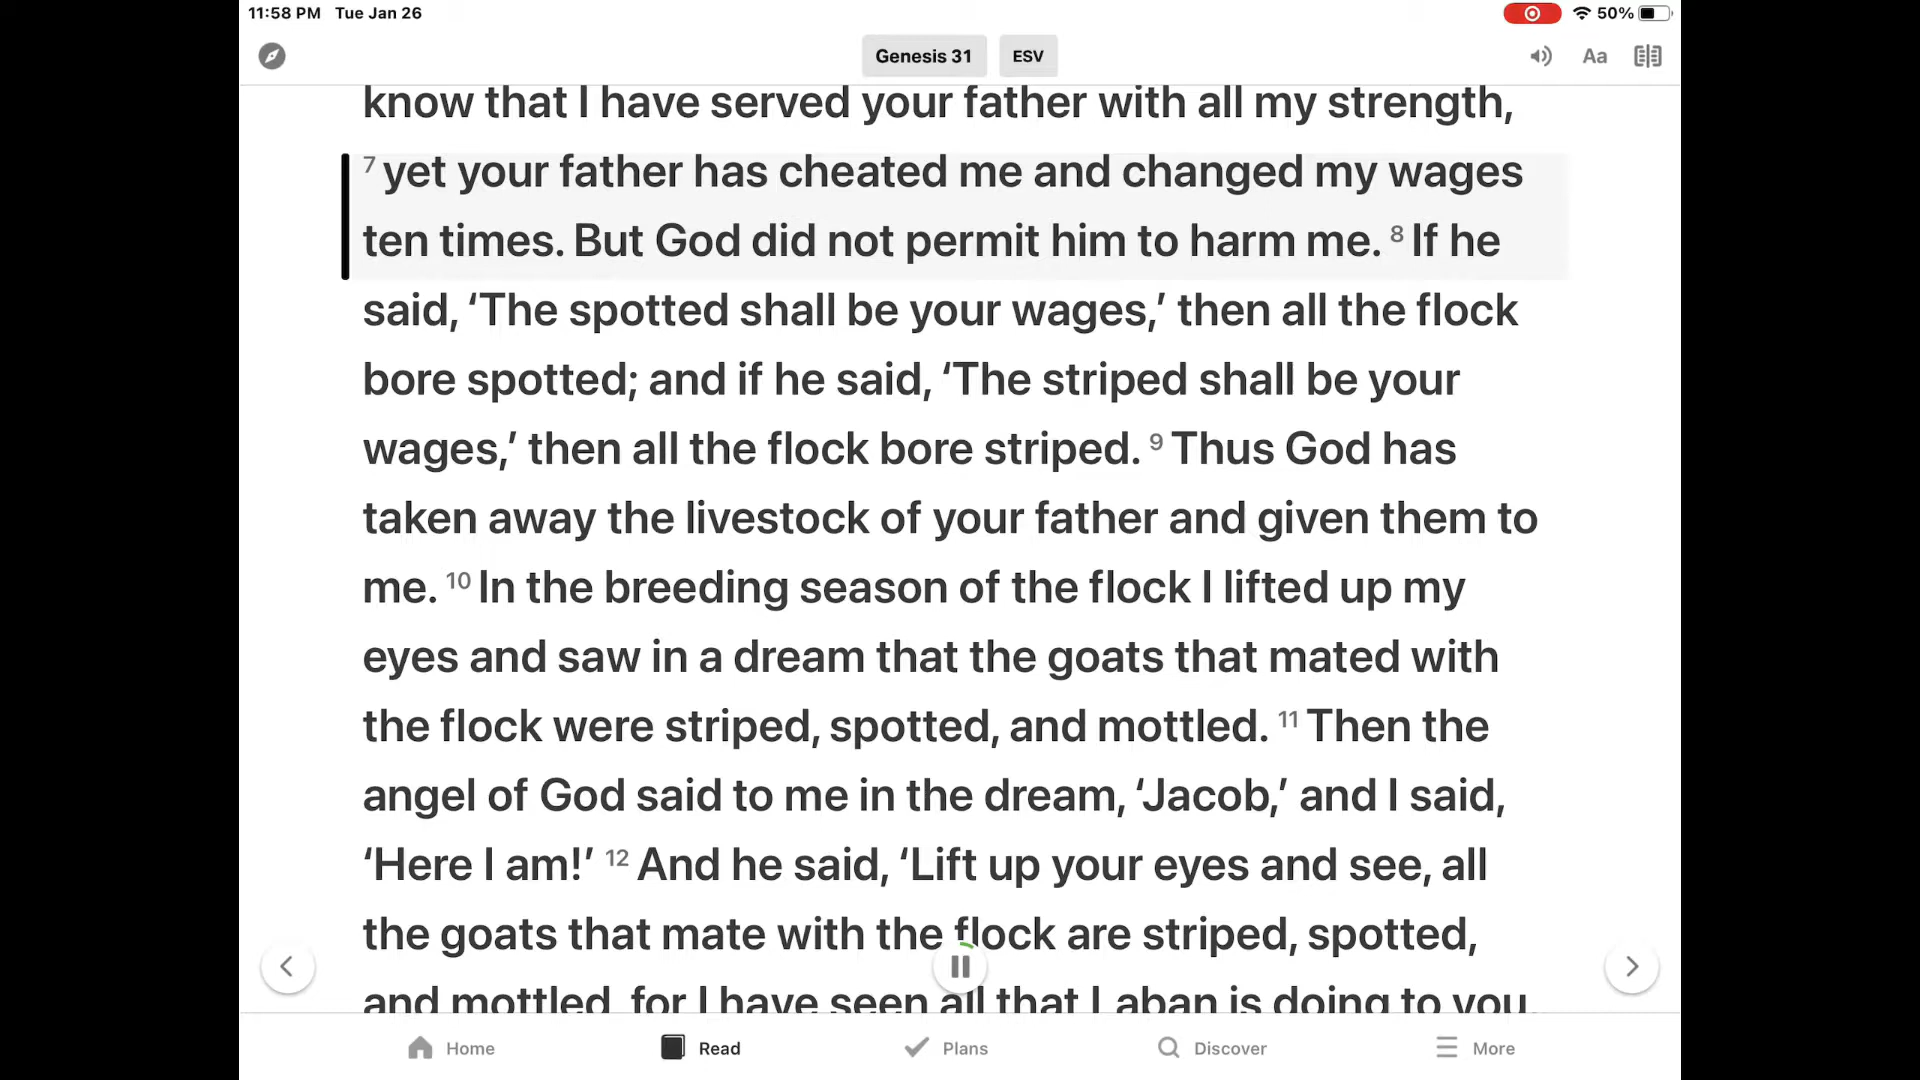 11:58 PM Tue Jan 26 50%
Genesis 31 ESV Aa
know that I have served your father with all my strength,
7 yet your father has cheated me and changed my wages
ten times. But God did not permit him to harm me. 8 If he
said, ‘The spotted shall be your wages,’ then all the flock
bore spotted; and if he said, ‘The striped shall be your
wages,’ then all the flock bore striped. 9 Thus God has
taken away the livestock of your father and given them to
me. 10 In the breeding season of the flock I lifted up my
eyes and saw in a dream that the goats that mated with
the flock were striped, spotted, and mottled. 11 Then the
angel of God said to me in the dream, ‘Jacob,’ and I said,
‘Here I am!’ 12 And he said, ‘Lift up your eyes and see, all
the goats that mate with the flock are striped, spotted,
and mottled, for I have seen all that Laban is doing to you.
Home Read Plans Discover More